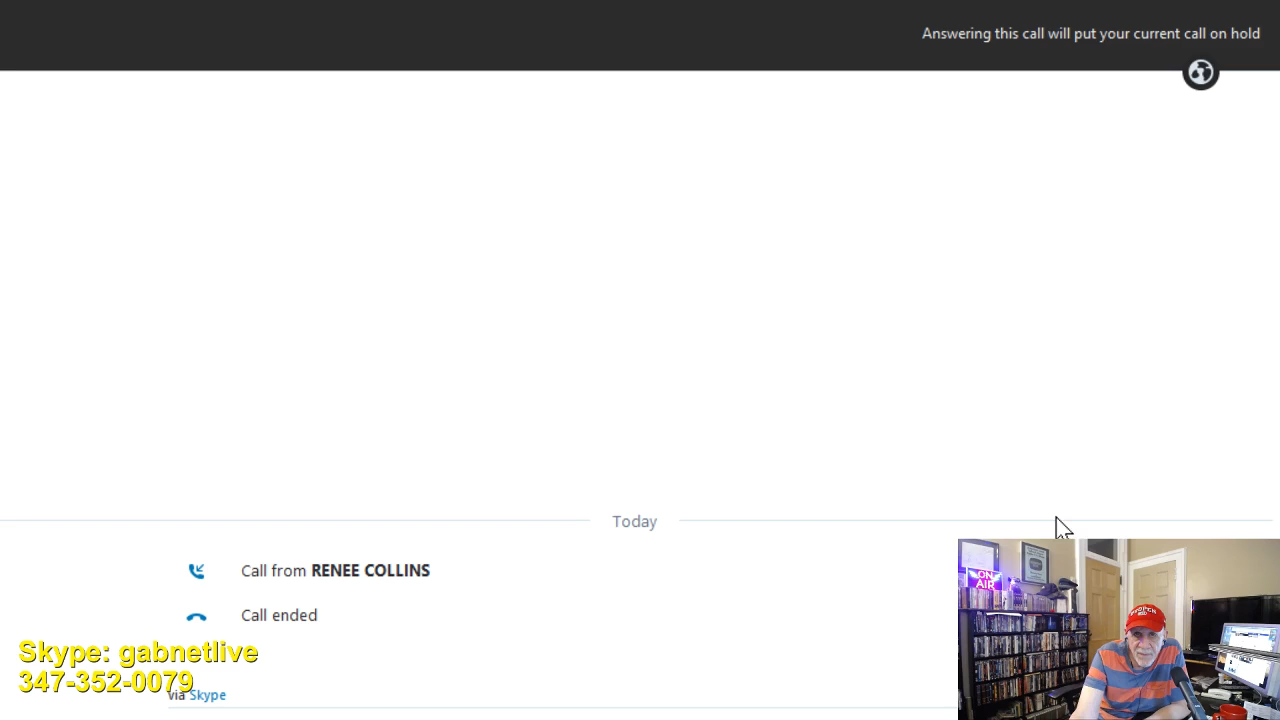 Answering this call will put your current call on hold
Today
Call from RENEE COLLINS
Call ended
Skype: gabnetlive
347-352-0079
via Skype
ON
AIR